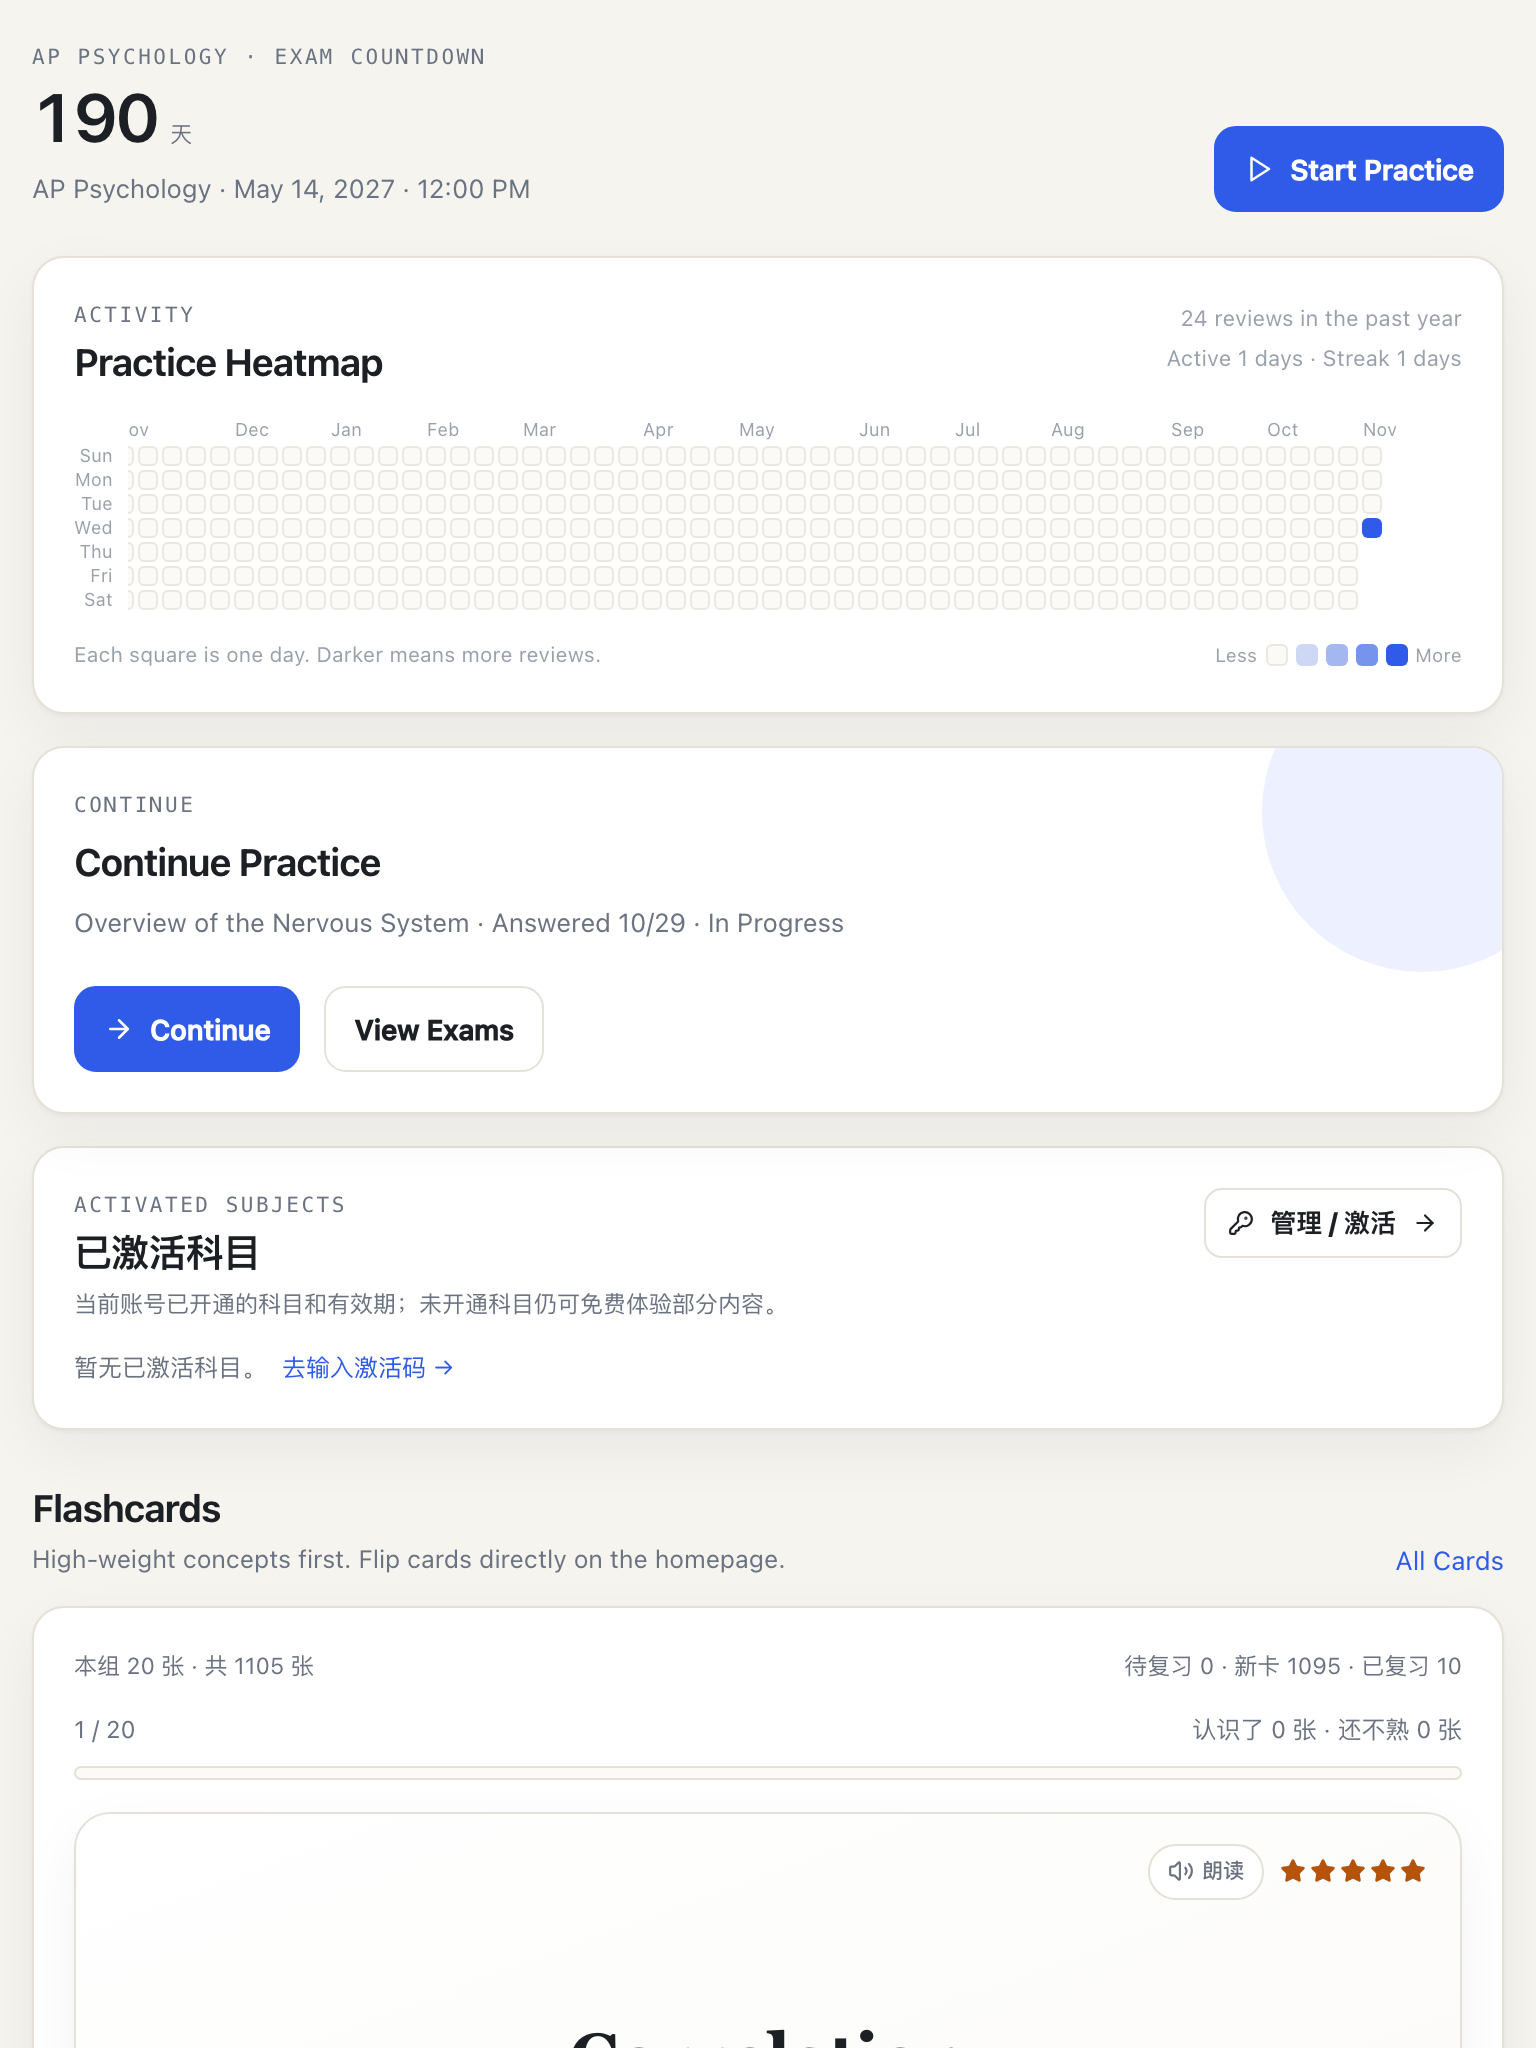 AP PSYCHOLOGY · EXAM COUNTDOWN
190 天
AP Psychology · May 14, 2027 · 12:00 PM
Start Practice
ACTIVITY
Practice Heatmap
24 reviews in the past year
Active 1 days · Streak 1 days
ov Dec Jan Feb Mar Apr May Jun Jul Aug Sep Oct Nov
Sun
Mon
Tue
Wed
Thu
Fri
Sat
Each square is one day. Darker means more reviews.
Less More
CONTINUE
Continue Practice
Overview of the Nervous System · Answered 10/29 · In Progress
Continue
View Exams
ACTIVATED SUBJECTS
已激活科目
管理 / 激活 →
当前账号已开通的科目和有效期；未开通科目仍可免费体验部分内容。
暂无已激活科目。 去输入激活码 →
Flashcards
High-weight concepts first. Flip cards directly on the homepage.
All Cards
本组 20 张 · 共 1105 张
待复习 0 · 新卡 1095 · 已复习 10
1 / 20
认识了 0 张 · 还不熟 0 张
朗读